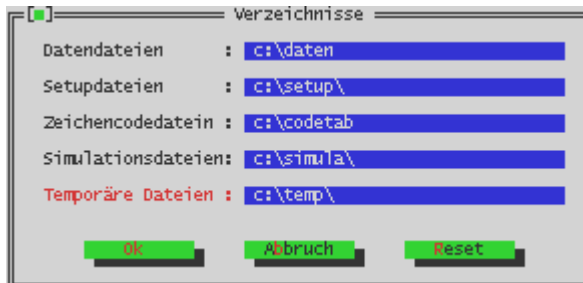 Verzeichnisse
Datendateien : c:\daten
Setupdateien : c:\setup\
Zeichencodedatein : c:\codetab
Simulationsdateien: c:\simula\
Temporäre Dateien : c:\temp\
Ok Abbruch Reset